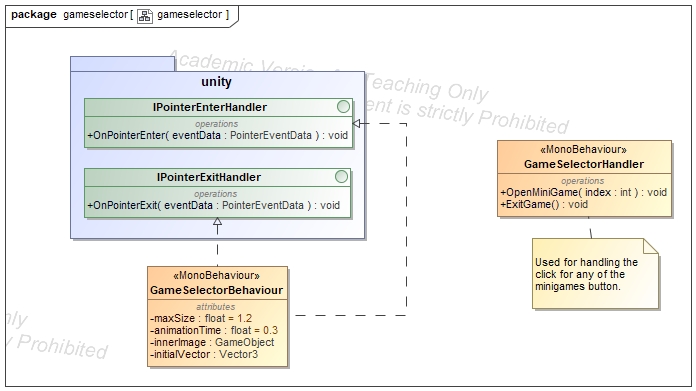 package gameselector [ gameselector ]
Academic Version for Teaching Only
Commercial Development is strictly Prohibited
unity
IPointerEnterHandler
operations
+OnPointerEnter( eventData : PointerEventData ) : void
IPointerExitHandler
operations
+OnPointerExit( eventData : PointerEventData ) : void
«MonoBehaviour»
GameSelectorHandler
operations
+OpenMiniGame( index : int ) : void
+ExitGame() : void
Used for handling the
click for any of the
minigames button.
«MonoBehaviour»
GameSelectorBehaviour
attributes
-maxSize : float = 1.2
-animationTime : float = 0.3
-innerImage : GameObject
-initialVector : Vector3
nly
y Prohibited